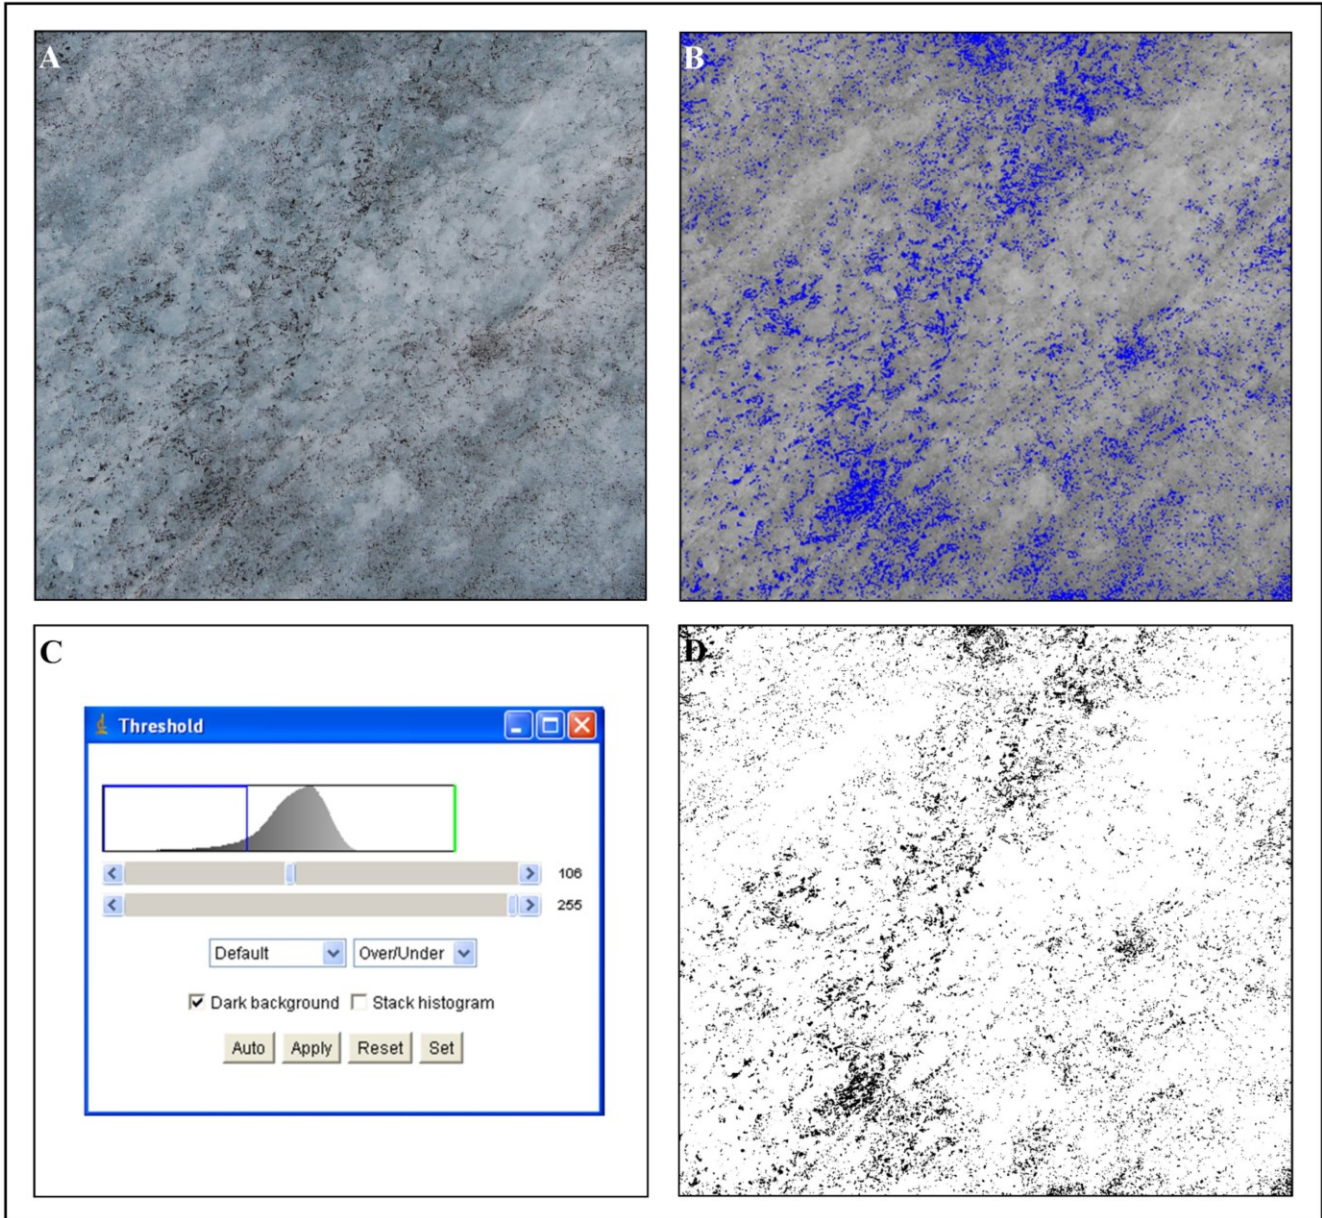 A
B
C
Threshold
106
255
Default Over/Under
Dark background Stack histogram
Auto Apply Reset Set
D